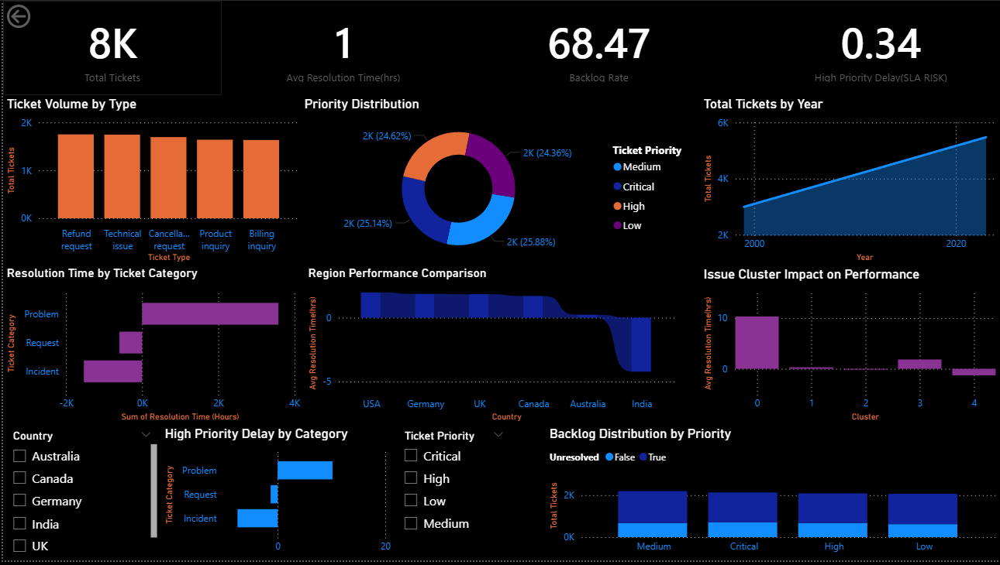 8K
Total Tickets
1
Avg Resolution Time(hrs)
68.47
Backlog Rate
0.34
High Priority Delay(SLA RISK)
Ticket Volume by Type
2K
1K
0K
Total Tickets
Refund request
Technical issue
Cancella... request
Product inquiry
Billing inquiry
Ticket Type
Priority Distribution
2K (24.62%)
2K (24.36%)
2K (25.14%)
2K (25.88%)
Ticket Priority
Medium
Critical
High
Low
Total Tickets by Year
6K
4K
2K
Total Tickets
2000
2020
Year
Resolution Time by Ticket Category
Ticket Category
Problem
Request
Incident
-2K
0K
2K
4K
Sum of Resolution Time (Hours)
Region Performance Comparison
Avg Resolution Time(hrs)
0
-5
USA
Germany
UK
Canada
Australia
India
Country
Issue Cluster Impact on Performance
Avg Resolution Time(hrs)
10
0
0
1
2
3
4
Cluster
Country
Australia
Canada
Germany
India
UK
High Priority Delay by Category
Ticket Category
Problem
Request
Incident
0
20
Ticket Priority
Critical
High
Low
Medium
Backlog Distribution by Priority
Unresolved
False
True
Total Tickets
2K
0K
Medium
Critical
High
Low